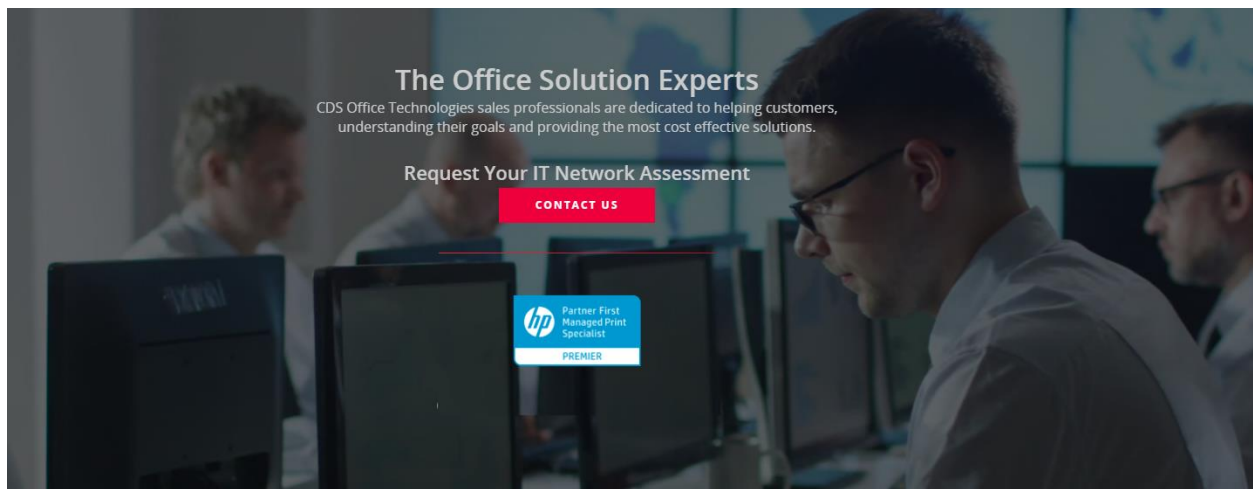 The Office Solution Experts
CDS Office Technologies sales professionals are dedicated to helping customers,
understanding their goals and providing the most cost effective solutions.
Request Your IT Network Assessment
CONTACT US
hp
Partner First
Managed Print
Specialist
PREMIER